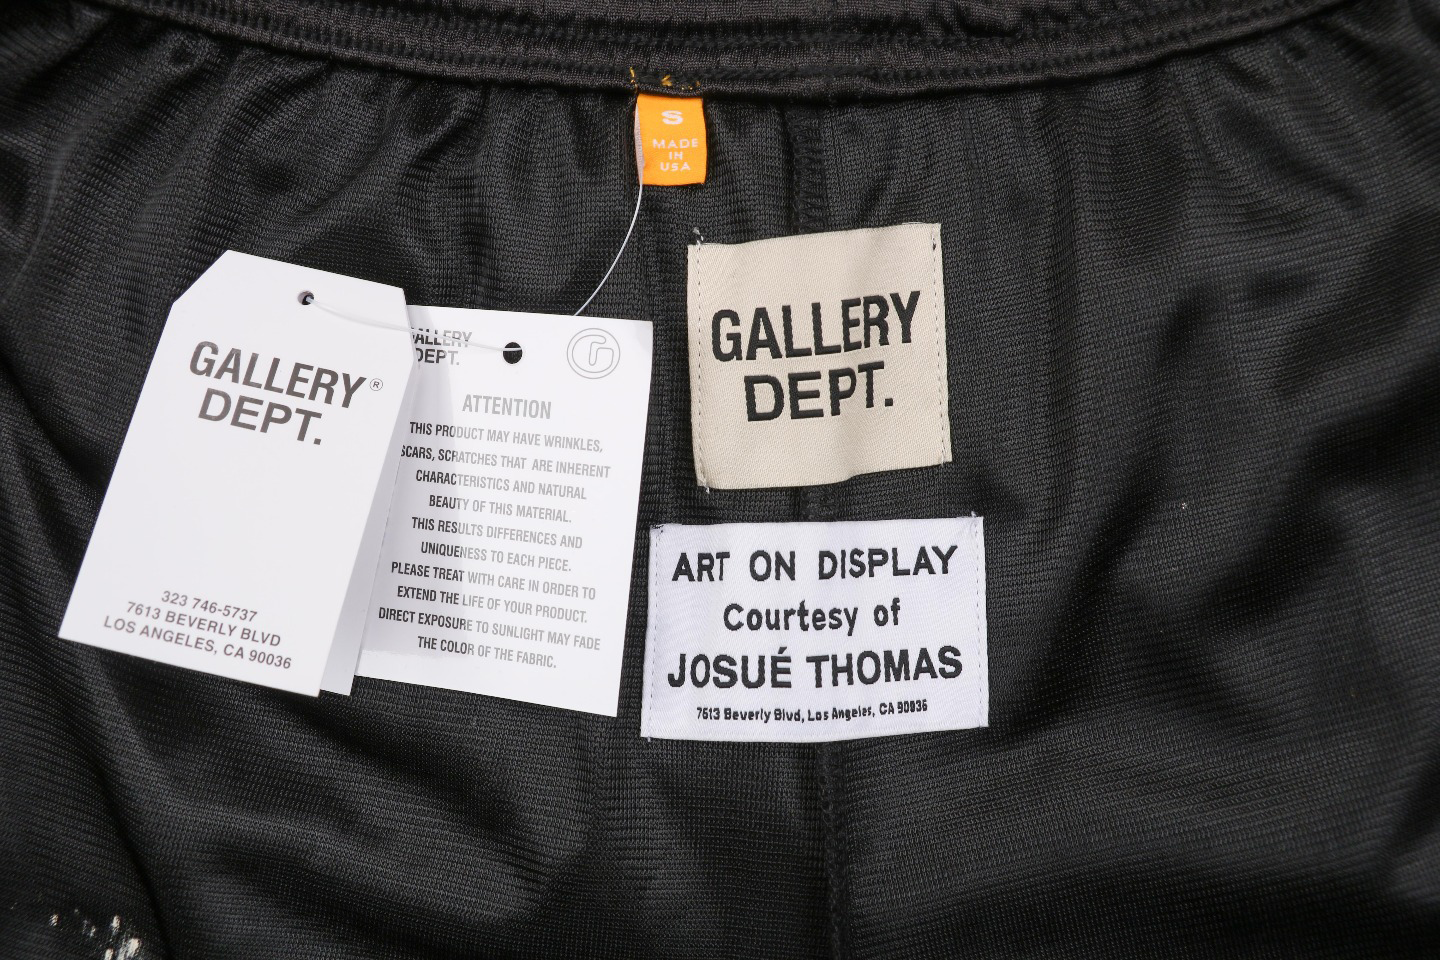 S
MADE
IN
USA
GALLERY
DEPT.
ART ON DISPLAY
Courtesy of
JOSUÉ THOMAS
7613 Beverly Blvd, Los Angeles, CA 90036
GALLERY®
DEPT.
323 746-5737
7613 BEVERLY BLVD
LOS ANGELES, CA 90036
GALLERY
DEPT.
ATTENTION
THIS PRODUCT MAY HAVE WRINKLES,
SCARS, SCRATCHES THAT ARE INHERENT
CHARACTERISTICS AND NATURAL
BEAUTY OF THIS MATERIAL.
THIS RESULTS DIFFERENCES AND
UNIQUENESS TO EACH PIECE.
PLEASE TREAT WITH CARE IN ORDER TO
EXTEND THE LIFE OF YOUR PRODUCT.
DIRECT EXPOSURE TO SUNLIGHT MAY FADE
THE COLOR OF THE FABRIC.